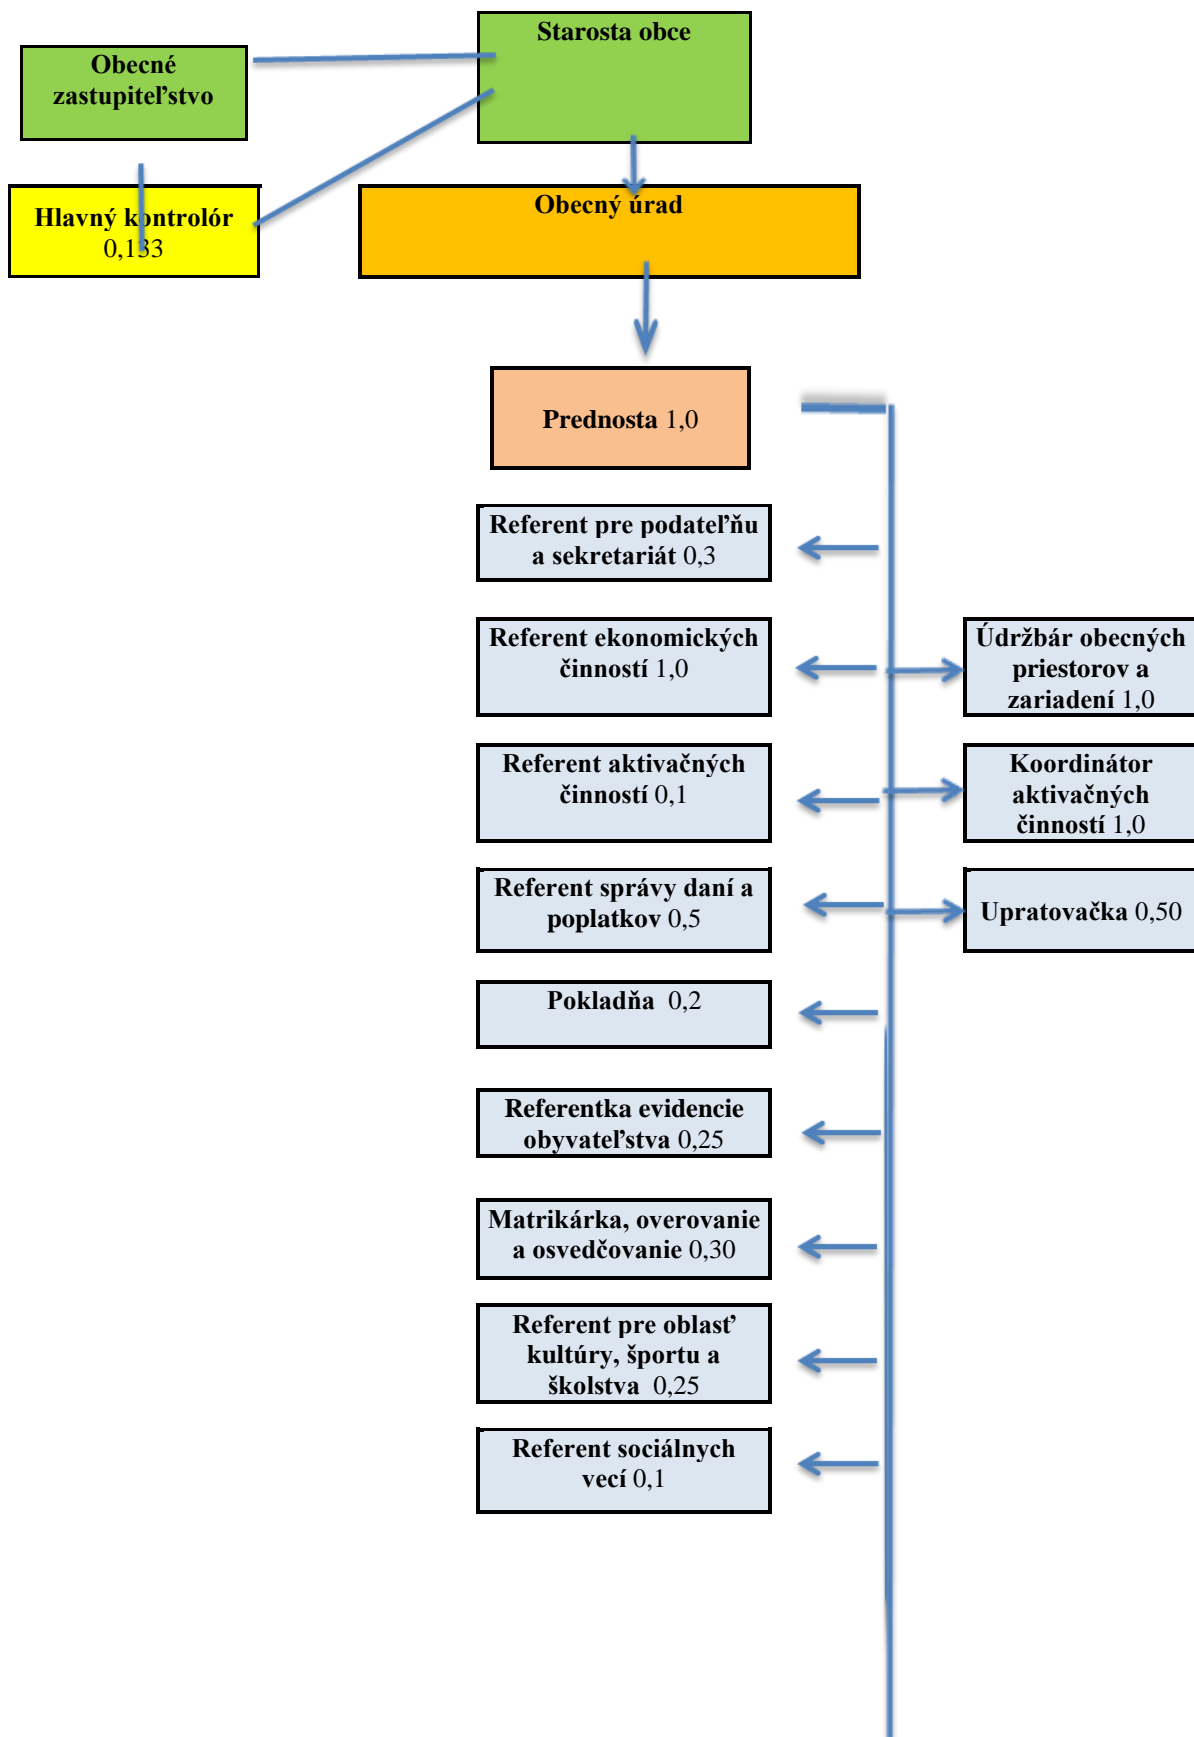 Starosta obce
Obecné
zastupiteľstvo
Hlavný kontrolór
0,133
Obecný úrad
Prednosta 1,0
Referent pre podateľňu
a sekretariát 0,3
Referent ekonomických
činností 1,0
Údržbár obecných
priestorov a
zariadení 1,0
Referent aktivačných
činností 0,1
Koordinátor
aktivačných
činností 1,0
Referent správy daní a
poplatkov 0,5
Upratovačka 0,50
Pokladňa 0,2
Referentka evidencie
obyvateľstva 0,25
Matrikárka, overovanie
a osvedčovanie 0,30
Referent pre oblasť
kultúry, športu a
školstva 0,25
Referent sociálnych
vecí 0,1